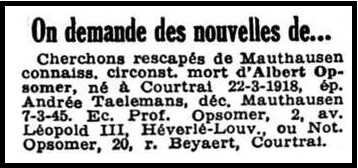 On demande des nouvelles de...
Cherchons rescapés de Mauthausen
connaiss. circonst. mort d'Albert Op-
somer, né à Courtrai 22-3-1918, ép.
Andrée Taelemans, déc. Mauthausen
7-3-45. Ec. Prof. Opsomer, 2, av.
Léopold III, Héverlé-Louv., ou Not.
Opsomer, 20, r. Beyaert, Courtrai.